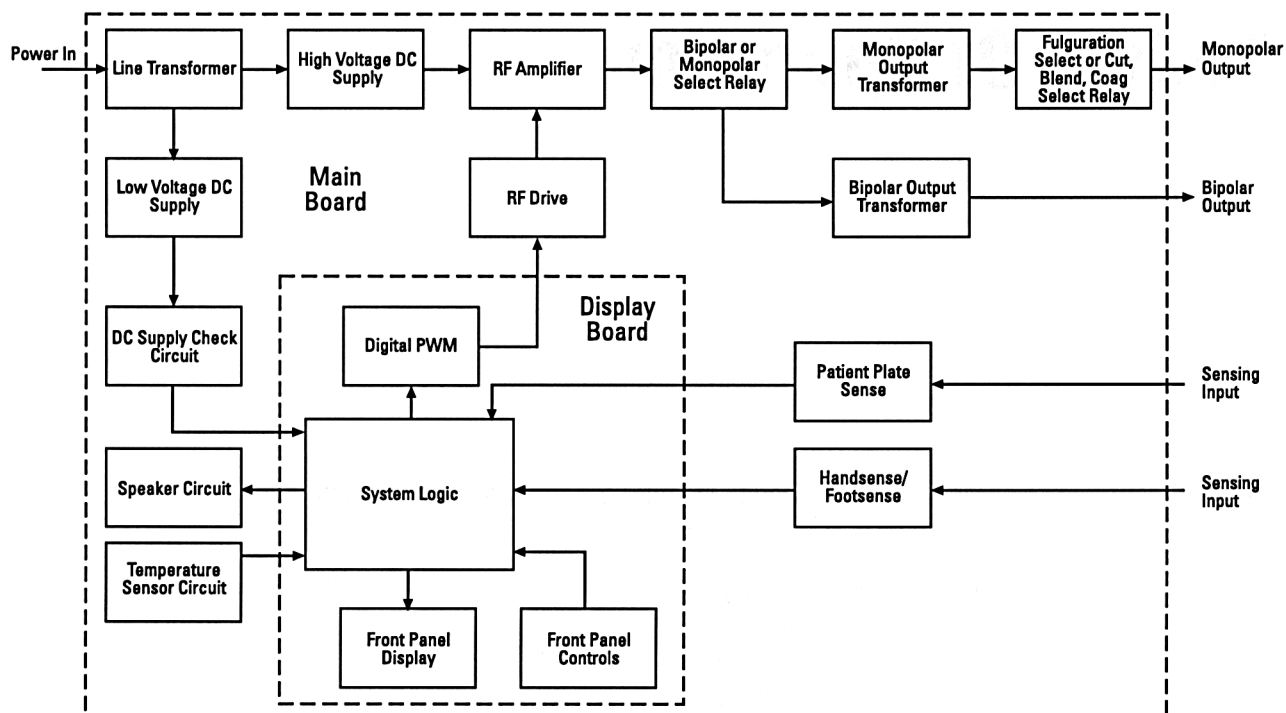 Power In
Line Transformer
High Voltage DC
Supply
RF Amplifier
Bipolar or
Monopolar
Select Relay
Monopolar
Output
Transformer
Fulguration
Select or Cut,
Blend, Coag
Select Relay
Monopolar
Output
Low Voltage DC
Supply
Main
Board
RF Drive
Bipolar Output
Transformer
Bipolar
Output
DC Supply Check
Circuit
Digital PWM
Display
Board
Patient Plate
Sense
Sensing
Input
Speaker Circuit
System Logic
Handsense/
Footsense
Sensing
Input
Temperature
Sensor Circuit
Front Panel
Display
Front Panel
Controls